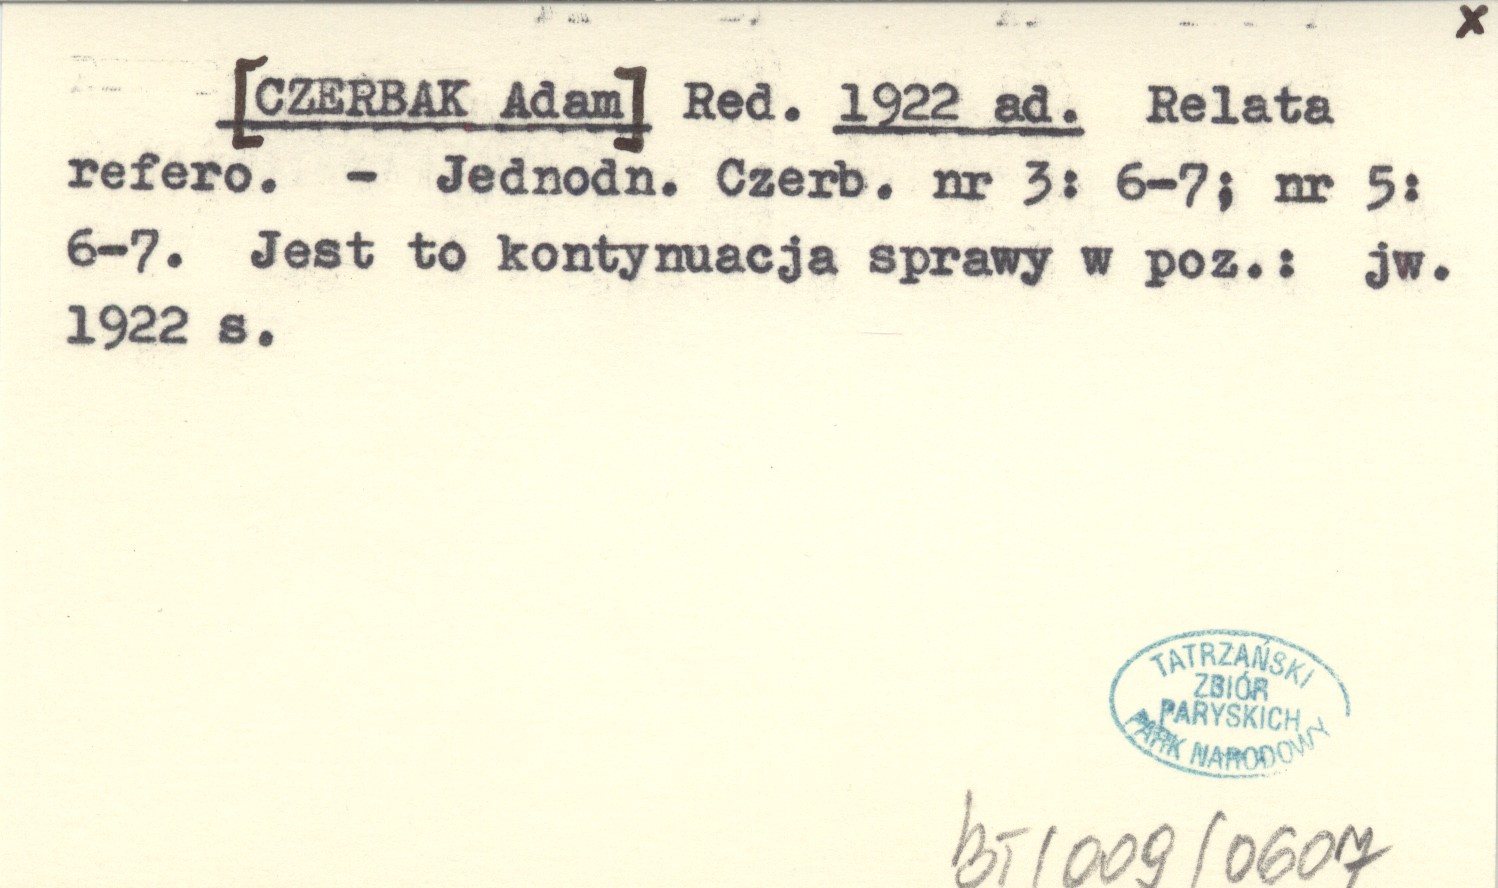 x
[CZERBAK Adam] Red. 1922 ad. Relata
refero. - Jednodn. Czerb. nr 3: 6-7; nr 5:
6-7. Jest to kontynuacja sprawy w poz.: jw.
1922 s.
TATRZAŃSKI
ZBIÓR
PARYSKICH
PARK NARODOWY
BT/009/0607